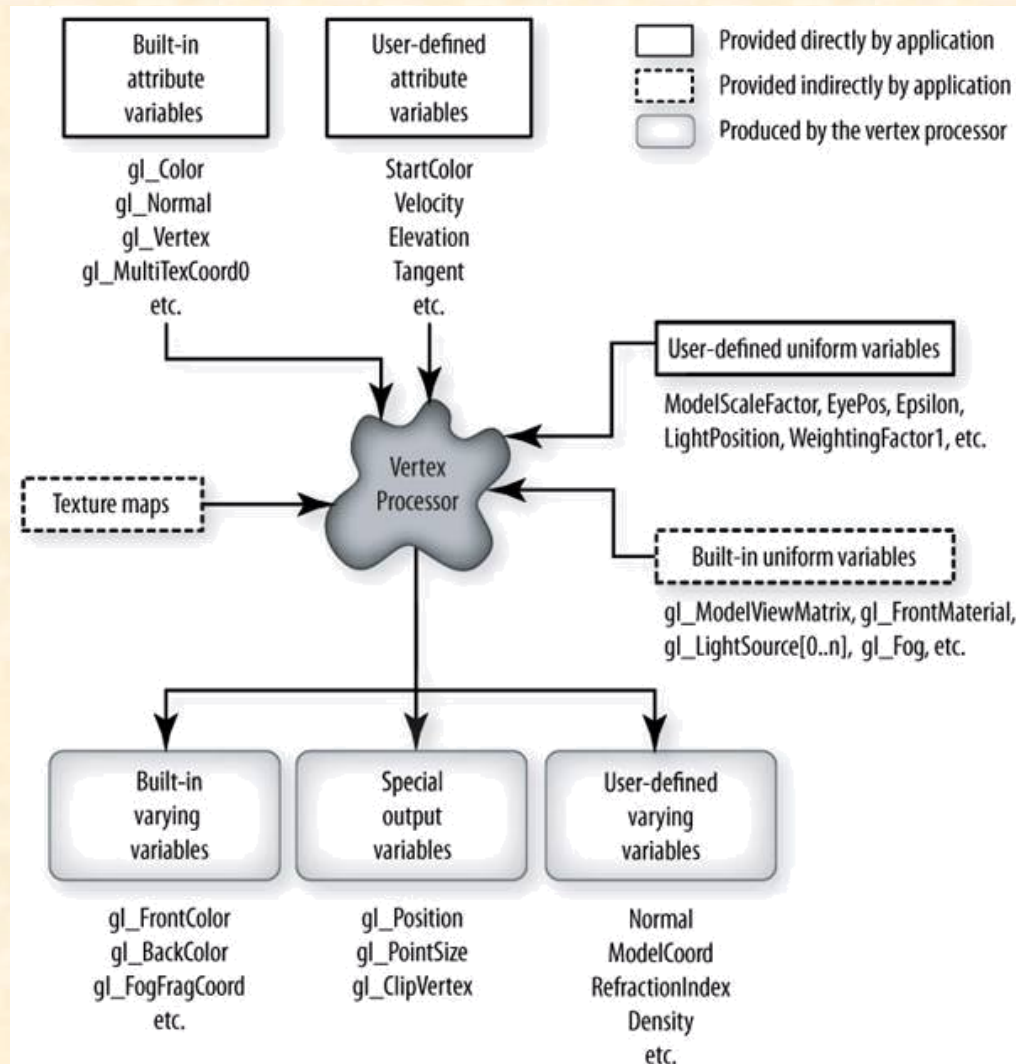 Built-in
attribute
variables
User-defined
attribute
variables
Provided directly by application
Provided indirectly by application
Produced by the vertex processor
gl_Color
gl_Normal
gl_Vertex
gl_MultiTexCoord0
etc.
StartColor
Velocity
Elevation
Tangent
etc.
User-defined uniform variables
ModelScaleFactor, EyePos, Epsilon,
LightPosition, WeightingFactor1, etc.
Vertex
Processor
Texture maps
Built-in uniform variables
gl_ModelViewMatrix, gl_FrontMaterial,
gl_LightSource[0..n], gl_Fog, etc.
Built-in
varying
variables
Special
output
variables
User-defined
varying
variables
gl_FrontColor
gl_BackColor
gl_FogFragCoord
etc.
gl_Position
gl_PointSize
gl_ClipVertex
Normal
ModelCoord
RefractionIndex
Density
etc.